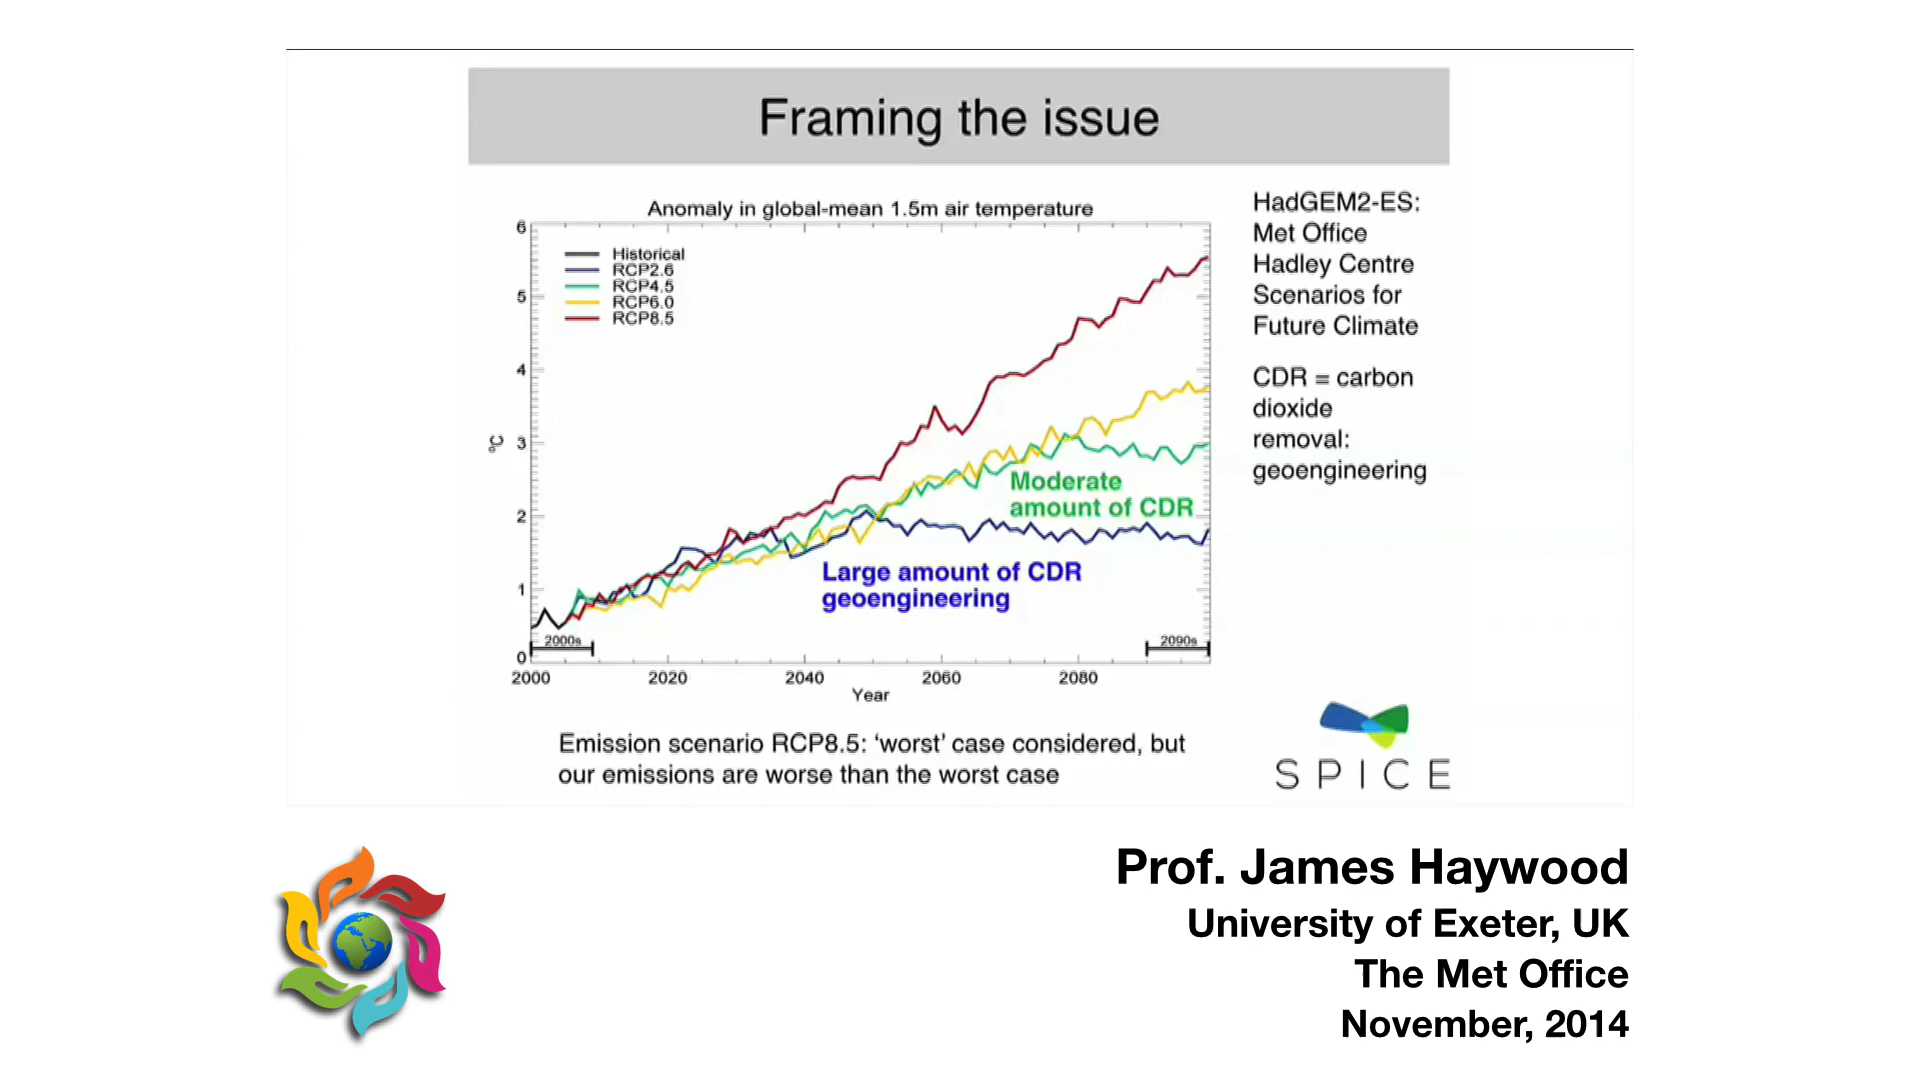 Framing the issue
Anomaly in global-mean 1.5m air temperature
6
5
4
3
2
1
0
°C
Historical
RCP2.6
RCP4.5
RCP6.0
RCP8.5
Moderate
amount of CDR
Large amount of CDR
geoengineering
2000s
2090s
2000 2020 2040 2060 2080
Year
HadGEM2-ES:
Met Office
Hadley Centre
Scenarios for
Future Climate
CDR ≡ carbon
dioxide
removal:
geoengineering
Emission scenario RCP8.5: ‘worst’ case considered, but
our emissions are worse than the worst case
SPICE
Prof. James Haywood
University of Exeter, UK
The Met Office
November, 2014